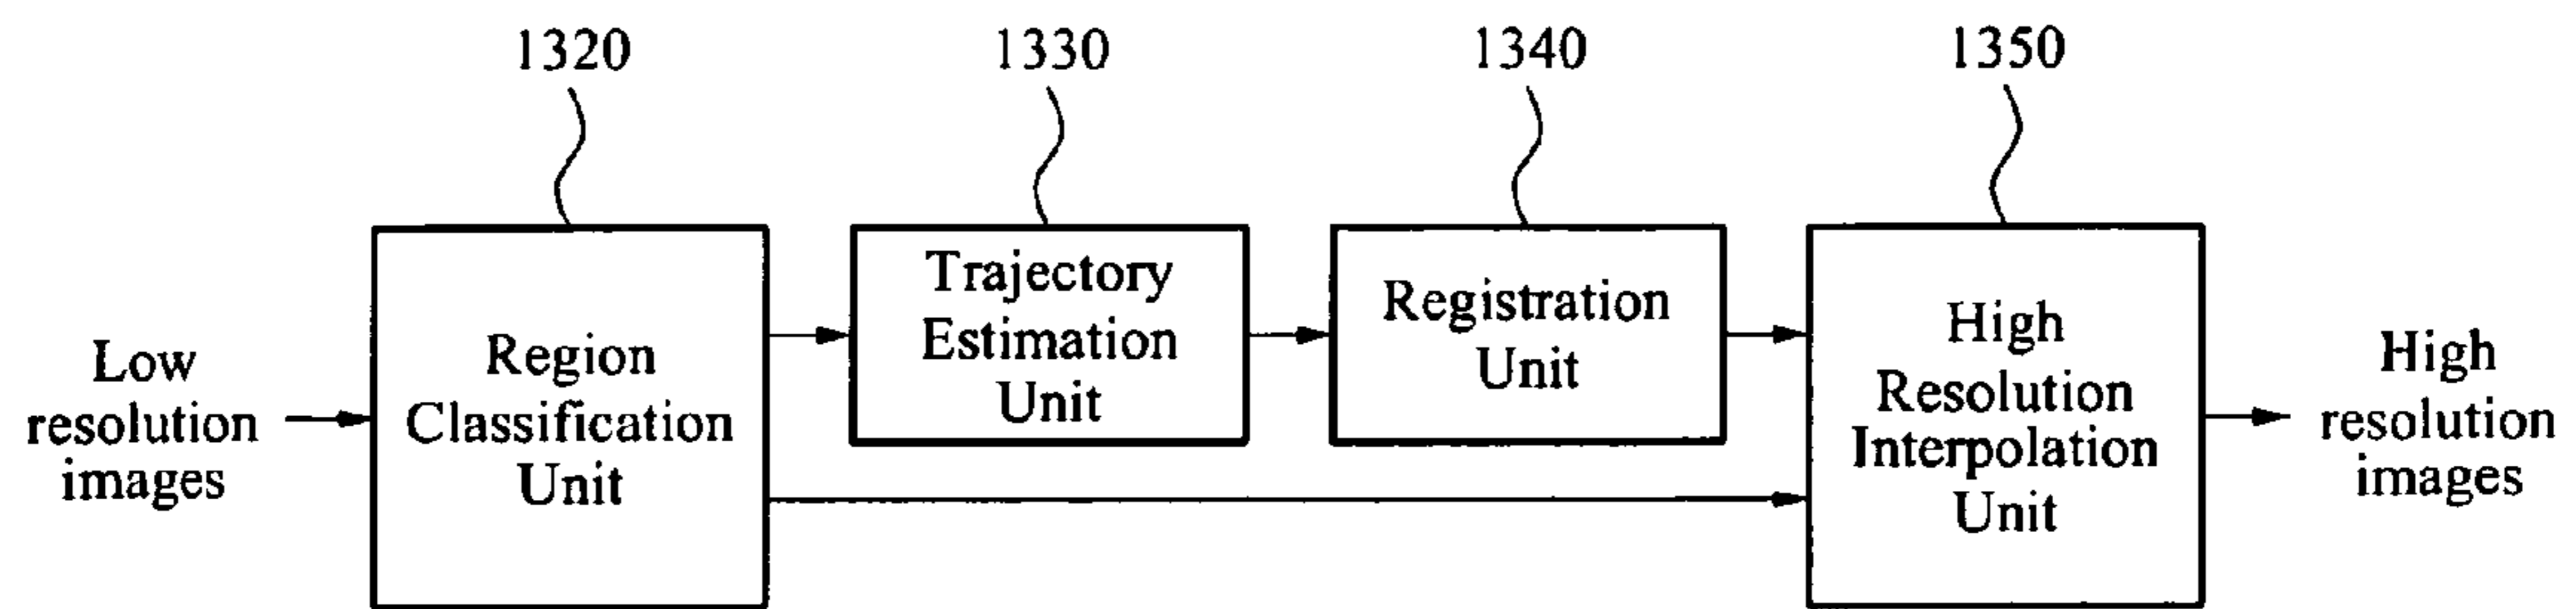 1320
1330
1340
1350
Low
resolution
images
Region
Classification
Unit
Trajectory
Estimation
Unit
Registration
Unit
High
Resolution
Interpolation
Unit
High
resolution
images